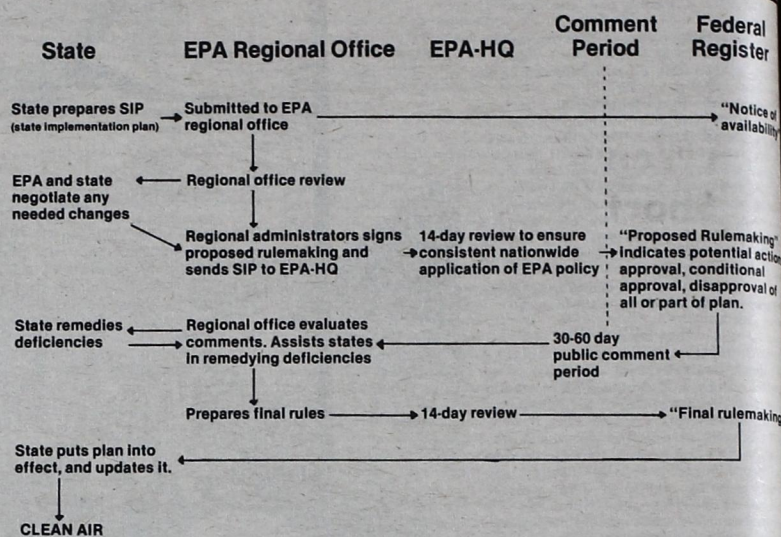 State
EPA Regional Office
EPA-HQ
Comment
Period
Federal
Register
State prepares SIP
(state implementation plan)
Submitted to EPA
regional office
"Notice of
availability"
EPA and state
negotiate any
needed changes
Regional office review
Regional administrators signs
proposed rulemaking and
sends SIP to EPA-HQ
14-day review to ensure
consistent nationwide
application of EPA policy
"Proposed Rulemaking"
indicates potential action
approval, conditional
approval, disapproval of
all or part of plan.
State remedies
deficiencies
Regional office evaluates
comments. Assists states
in remedying deficiencies
30-60 day
public comment
period
Prepares final rules
14-day review
"Final rulemaking
State puts plan into
effect, and updates it.
CLEAN AIR